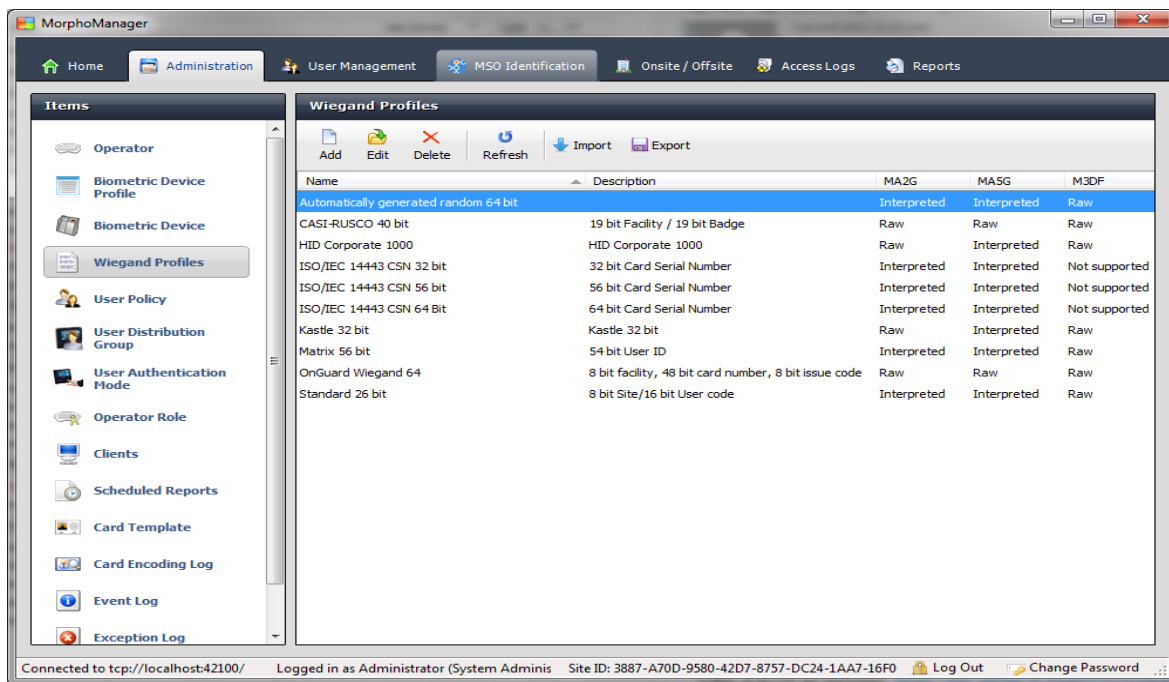 MorphoManager
Home Administration User Management MSO Identification Onsite / Offsite Access Logs Reports
Items
Operator
Biometric Device
Profile
Biometric Device
Wiegand Profiles
User Policy
User Distribution
Group
User Authentication
Mode
Operator Role
Clients
Scheduled Reports
Card Template
Card Encoding Log
Event Log
Exception Log
Wiegand Profiles
Add Edit Delete Refresh Import Export
Name Description MA2G MA5G M3DF
Automatically generated random 64 bit Interpreted Interpreted Raw
CASI-RUSCO 40 bit 19 bit Facility / 19 bit Badge Raw Raw Raw
HID Corporate 1000 HID Corporate 1000 Raw Interpreted Raw
ISO/IEC 14443 CSN 32 bit 32 bit Card Serial Number Interpreted Interpreted Not supported
ISO/IEC 14443 CSN 56 bit 56 bit Card Serial Number Interpreted Interpreted Not supported
ISO/IEC 14443 CSN 64 Bit 64 bit Card Serial Number Interpreted Interpreted Not supported
Kastle 32 bit Kastle 32 bit Raw Interpreted Raw
Matrix 56 bit 54 bit User ID Interpreted Interpreted Raw
OnGuard Wiegand 64 8 bit facility, 48 bit card number, 8 bit issue code Raw Raw Raw
Standard 26 bit 8 bit Site/16 bit User code Interpreted Interpreted Raw
Connected to tcp://localhost:42100/ Logged in as Administrator (System Adminis Site ID: 3887-A70D-9580-42D7-8757-DC24-1AA7-16F0 Log Out Change Password